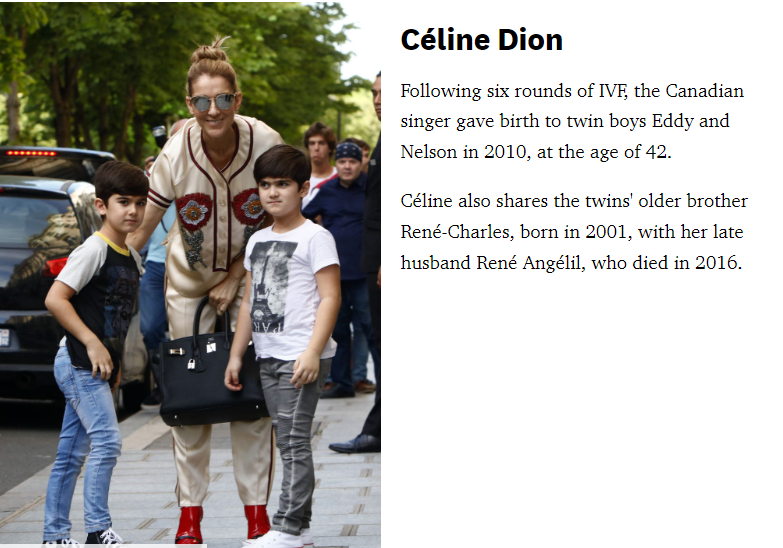 Céline Dion
Following six rounds of IVF, the Canadian
singer gave birth to twin boys Eddy and
Nelson in 2010, at the age of 42.
Céline also shares the twins' older brother
René-Charles, born in 2001, with her late
husband René Angélil, who died in 2016.